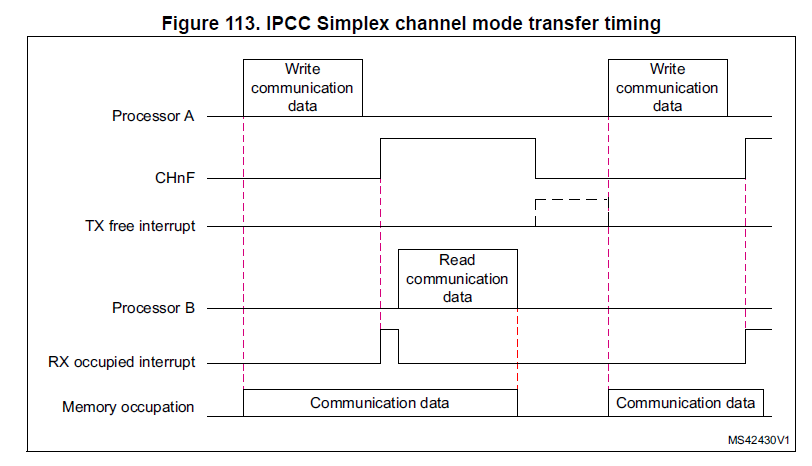 Figure 113. IPCC Simplex channel mode transfer timing
Write
communication
data
Write
communication
data
Processor A
CHnF
TX free interrupt
Read
communication
data
Processor B
RX occupied interrupt
Memory occupation
Communication data
Communication data
MS42430V1